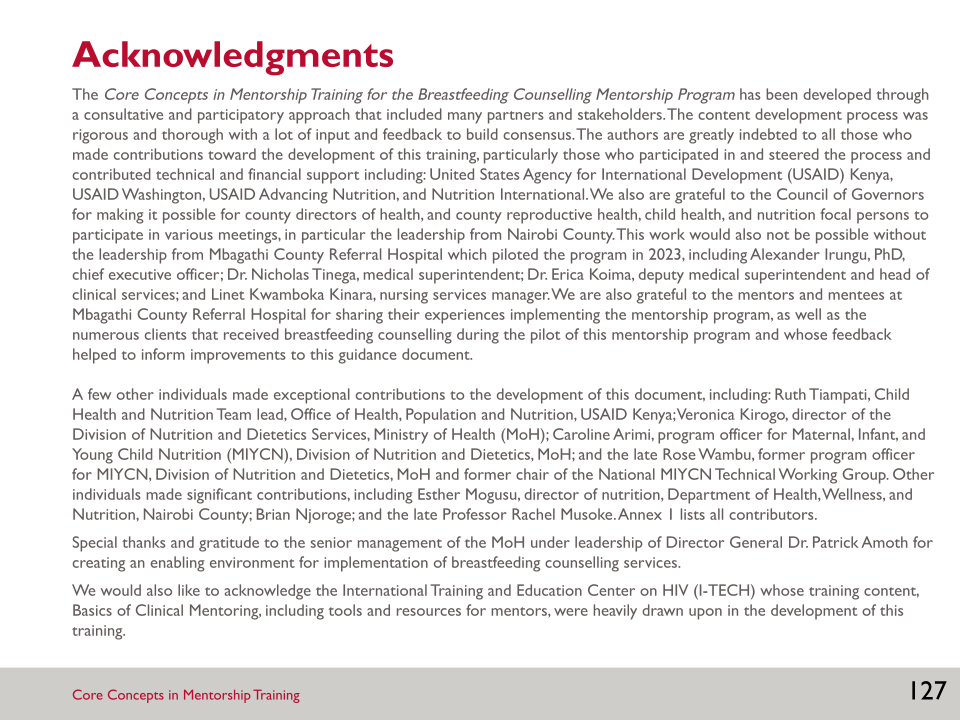 Acknowledgments
The Core Concepts in Mentorship Training for the Breastfeeding Counselling Mentorship Program has been developed through
a consultative and participatory approach that included many partners and stakeholders. The content development process was
rigorous and thorough with a lot of input and feedback to build consensus. The authors are greatly indebted to all those who
made contributions toward the development of this training, particularly those who participated in and steered the process and
contributed technical and financial support including: United States Agency for International Development (USAID) Kenya,
USAID Washington, USAID Advancing Nutrition, and Nutrition International. We also are grateful to the Council of Governors
for making it possible for county directors of health, and county reproductive health, child health, and nutrition focal persons to
participate in various meetings, in particular the leadership from Nairobi County. This work would also not be possible without
the leadership from Mbagathi County Referral Hospital which piloted the program in 2023, including Alexander Irungu, PhD,
chief executive officer; Dr. Nicholas Tinega, medical superintendent; Dr. Erica Koima, deputy medical superintendent and head of
clinical services; and Linet Kwamboka Kinara, nursing services manager. We are also grateful to the mentors and mentees at
Mbagathi County Referral Hospital for sharing their experiences implementing the mentorship program, as well as the
numerous clients that received breastfeeding counselling during the pilot of this mentorship program and whose feedback
helped to inform improvements to this guidance document.
A few other individuals made exceptional contributions to the development of this document, including: Ruth Tiampati, Child
Health and Nutrition Team lead, Office of Health, Population and Nutrition, USAID Kenya; Veronica Kirogo, director of the
Division of Nutrition and Dietetics Services, Ministry of Health (MoH); Caroline Arimi, program officer for Maternal, Infant, and
Young Child Nutrition (MIYCN), Division of Nutrition and Dietetics, MoH; and the late Rose Wambu, former program officer
for MIYCN, Division of Nutrition and Dietetics, MoH and former chair of the National MIYCN Technical Working Group. Other
individuals made significant contributions, including Esther Mogusu, director of nutrition, Department of Health, Wellness, and
Nutrition, Nairobi County; Brian Njoroge; and the late Professor Rachel Musoke. Annex 1 lists all contributors.
Special thanks and gratitude to the senior management of the MoH under leadership of Director General Dr. Patrick Amoth for
creating an enabling environment for implementation of breastfeeding counselling services.
We would also like to acknowledge the International Training and Education Center on HIV (I-TECH) whose training content,
Basics of Clinical Mentoring, including tools and resources for mentors, were heavily drawn upon in the development of this
training.
Core Concepts in Mentorship Training
127